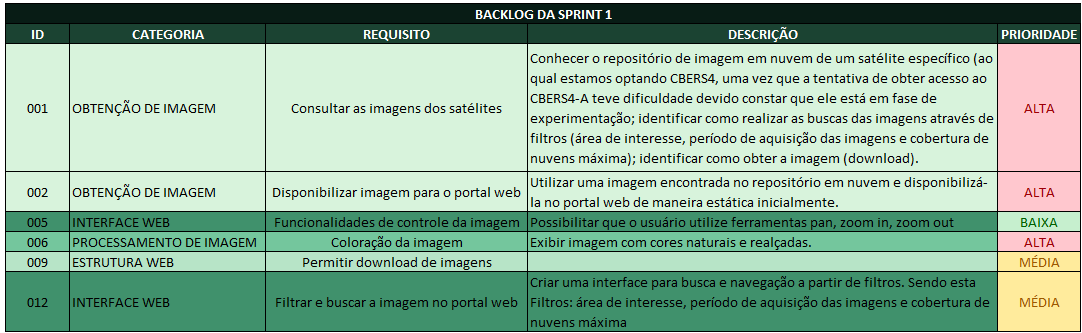 BACKLOG DA SPRINT 1
ID CATEGORIA REQUISITO DESCRIÇÃO PRIORIDADE
001 OBTENÇÃO DE IMAGEM Consultar as imagens dos satélites Conhecer o repositório de imagem em nuvem de um satélite específico (ao
qual estamos optando CBERS4, uma vez que a tentativa de obter acesso ao
CBERS4-A teve dificuldade devido constar que ele está em fase de
experimentação; identificar como realizar as buscas das imagens através de
filtros (área de interesse, período de aquisição das imagens e cobertura de
nuvens máxima); identificar como obter a imagem (download). ALTA
002 OBTENÇÃO DE IMAGEM Disponibilizar imagem para o portal web Utilizar uma imagem encontrada no repositório em nuvem e disponibilizá-
la no portal web de maneira estática inicialmente. ALTA
005 INTERFACE WEB Funcionalidades de controle da imagem Possibilitar que o usuário utilize ferramentas pan, zoom in, zoom out BAIXA
006 PROCESSAMENTO DE IMAGEM Coloração da imagem Exibir imagem com cores naturais e realçadas. ALTA
009 ESTRUTURA WEB Permitir download de imagens MÉDIA
012 INTERFACE WEB Filtrar e buscar a imagem no portal web Criar uma interface para busca e navegação a partir de filtros. Sendo esta
Filtros: área de interesse, período de aquisição das imagens e cobertura de
nuvens máxima MÉDIA